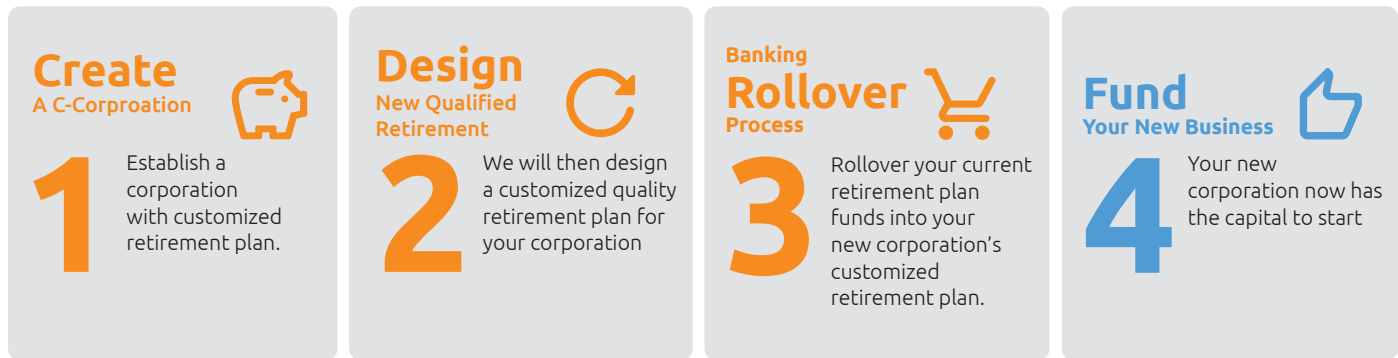 Create
A C-Corproation
1
Establish a
corporation
with customized
retirement plan.
Design
New Qualified
Retirement
2
We will then design
a customized quality
retirement plan for
your corporation
Banking
Rollover
Process
3
Rollover your current
retirement plan
funds into your
new corporation’s
customized
retirement plan.
Fund
Your New Business
4
Your new
corporation now has
the capital to start